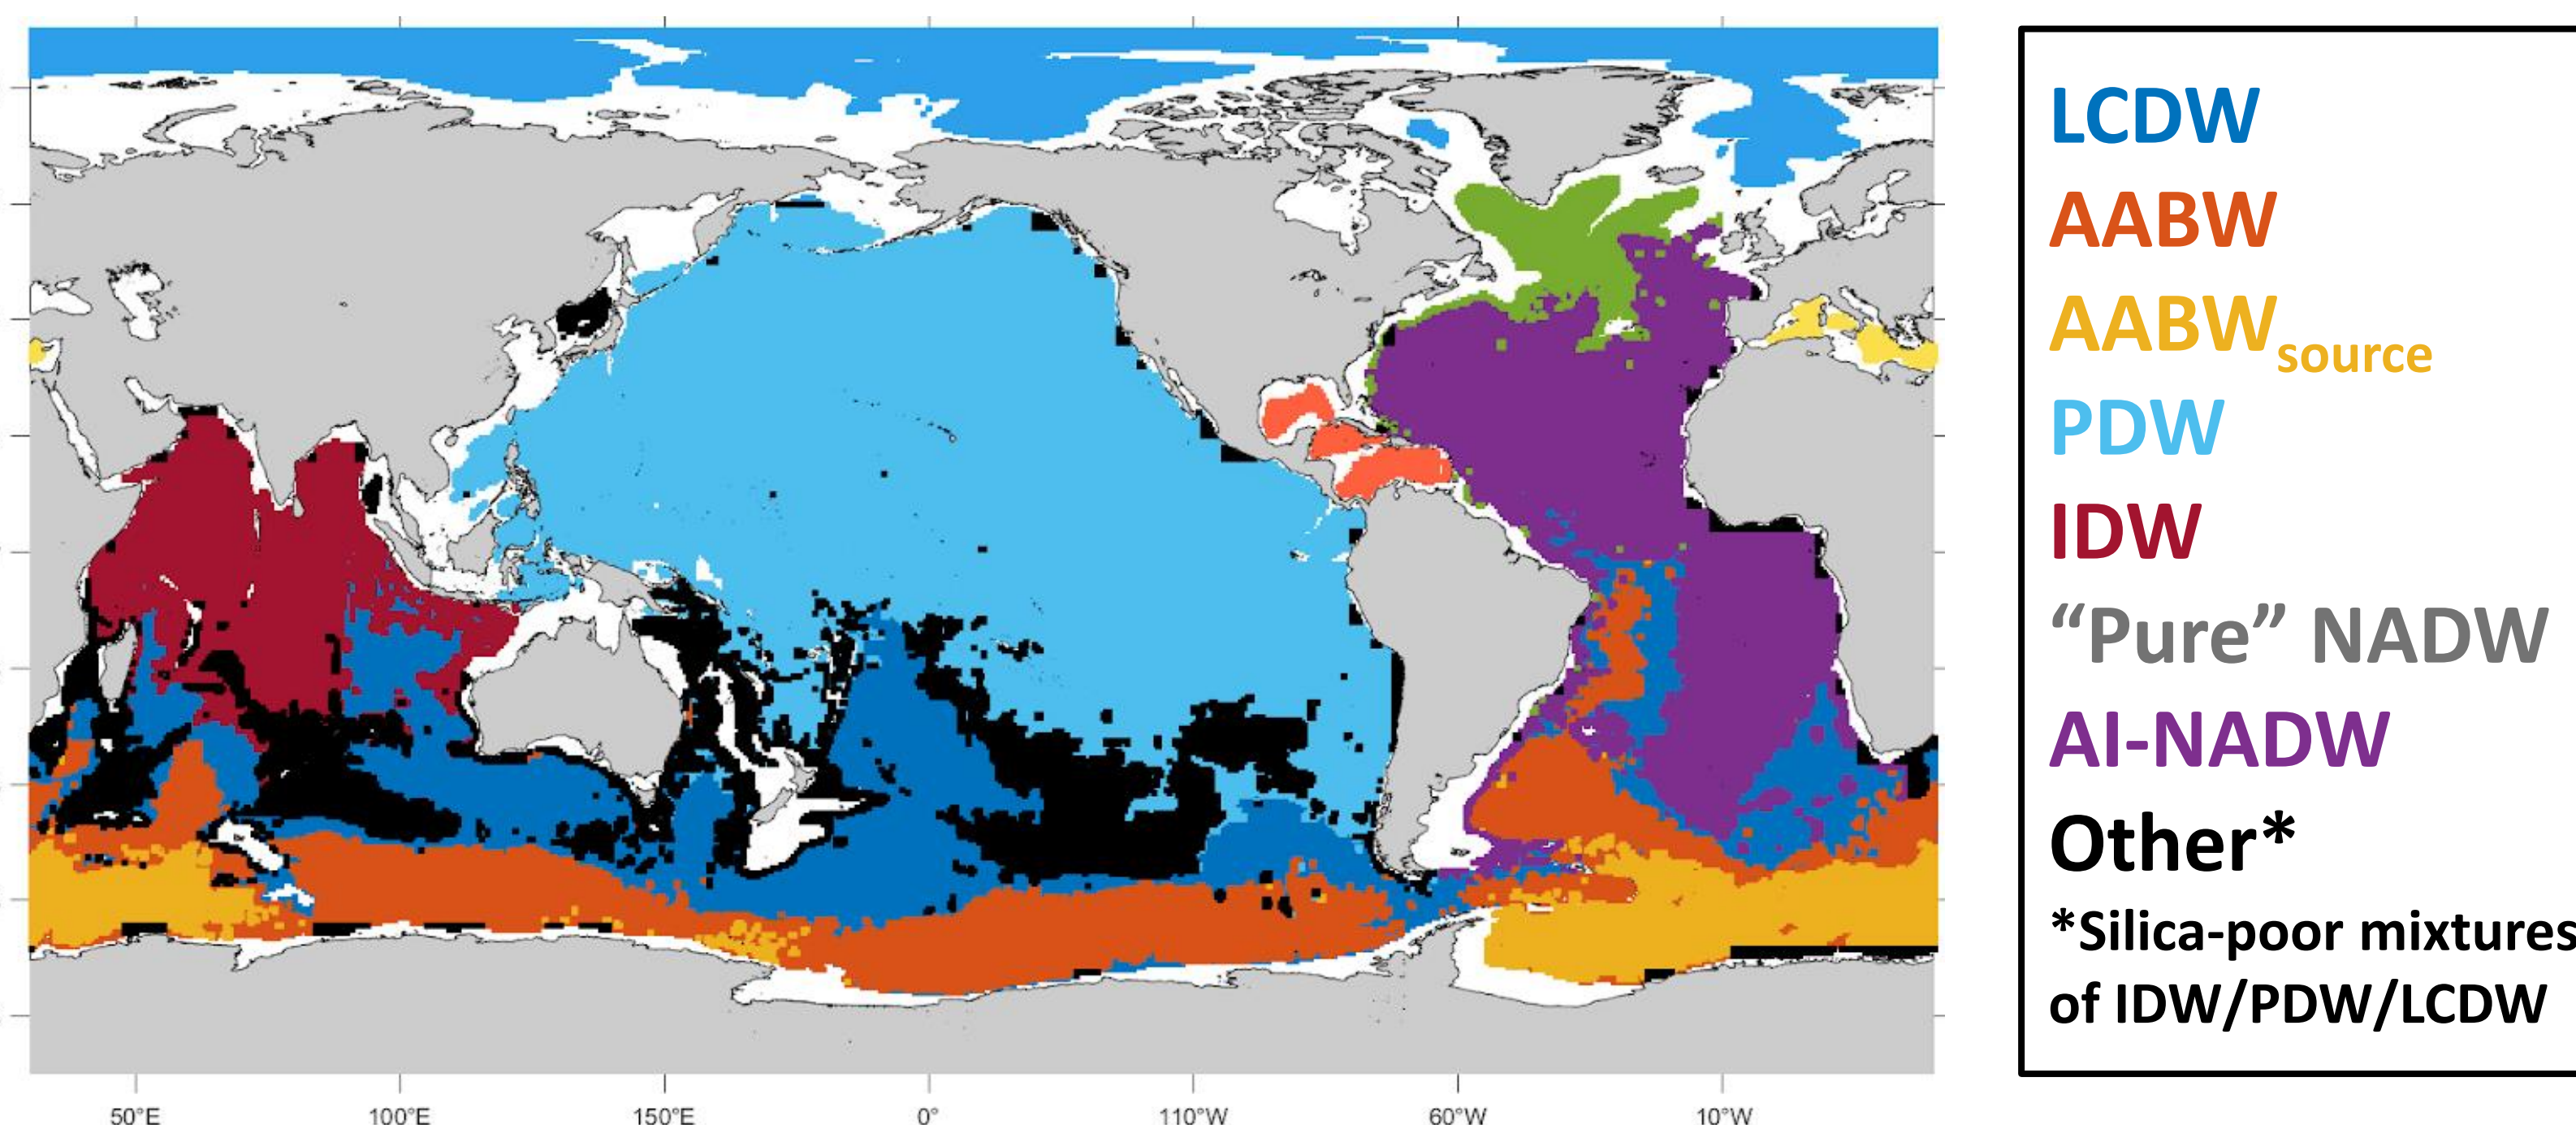 LCDW
AABW
AABWsource
PDW
IDW
“Pure” NADW
AI-NADW
Other*
*Silica-poor mixtures
of IDW/PDW/LCDW
50°E 100°E 150°E 0° 110°W 60°W 10°W